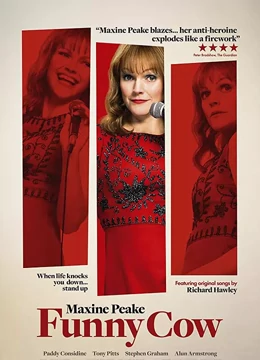 "Maxine Peake blazes... her anti-heroine
explodes like a firework"
★★★★
Peter Bradshaw, The Guardian
When life knocks
you down...
stand up
Featuring original songs by
Richard Hawley
Maxine Peake
Funny Cow
Paddy Considine Tony Pitts Stephen Graham Alun Armstrong